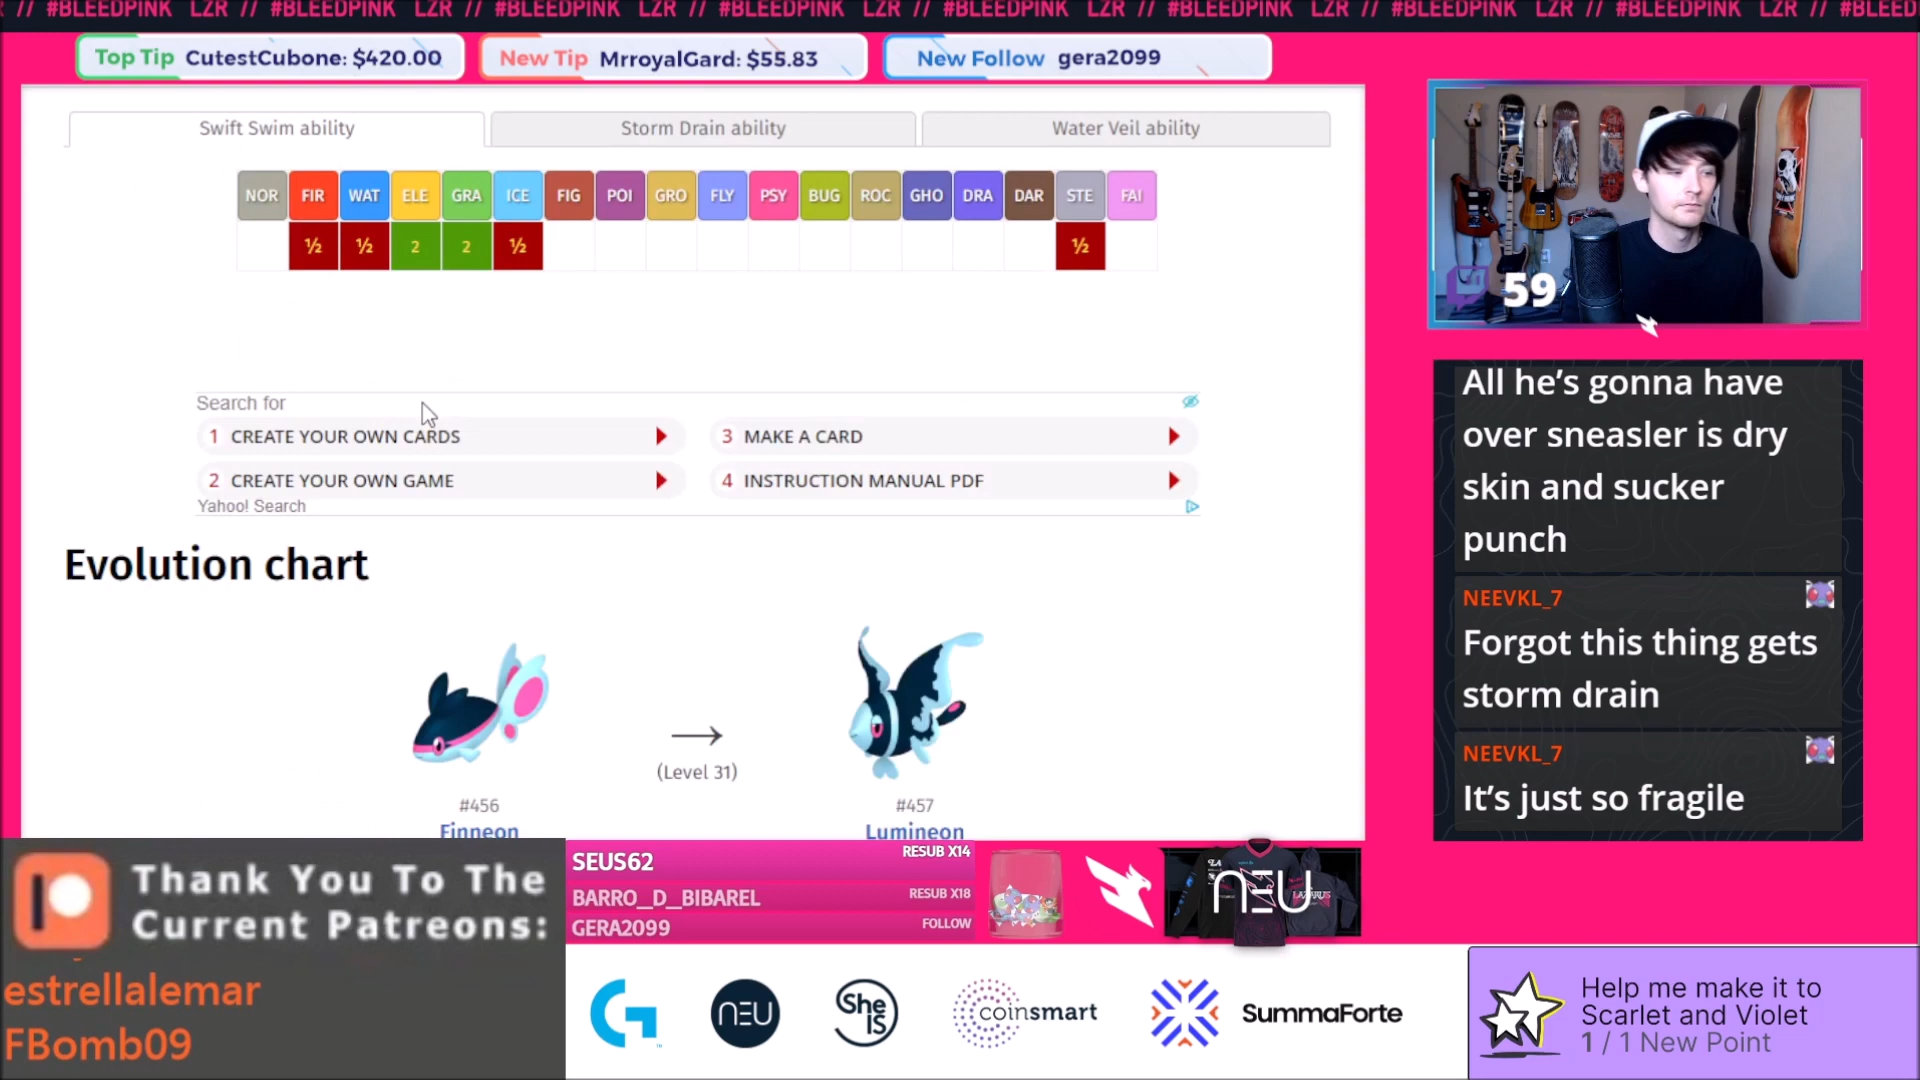 // #BLEEDPINK LZR // #BLEEDPINK LZR // #BLEEDPINK LZR // #BLEEDPINK LZR // #BLEEDPINK LZR // #BLEEDPINK LZR // #BLEEDPINK LZR // #BLEEDPINK LZR // #BLEED
Top Tip CutestCubone: $420.00
New Tip MrroyalGard: $55.83
New Follow gera2099
Swift Swim ability
Storm Drain ability
Water Veil ability
NOR FIR WAT ELE GRA ICE FIG POI GRO FLY PSY BUG ROC GHO DRA DAR STE FAI
½ ½ 2 2 ½ ½
59
Search for
1 CREATE YOUR OWN CARDS
3 MAKE A CARD
2 CREATE YOUR OWN GAME
4 INSTRUCTION MANUAL PDF
Yahoo! Search
Evolution chart
(Level 31)
#456
Finneon
#457
Lumineon
All he's gonna have
over sneasler is dry
skin and sucker
punch
NEEVKL_7
Forgot this thing gets
storm drain
NEEVKL_7
It's just so fragile
Thank You To The
Current Patreons:
estrellalemar
FBomb09
SEUS62 RESUB X14
BARRO_D_BIBAREL RESUB X18
GERA2099 FOLLOW
NEU
LAZARUS
G
NEU
She
IS
coinsmart
SummaForte
Help me make it to
Scarlet and Violet
1 / 1 New Point